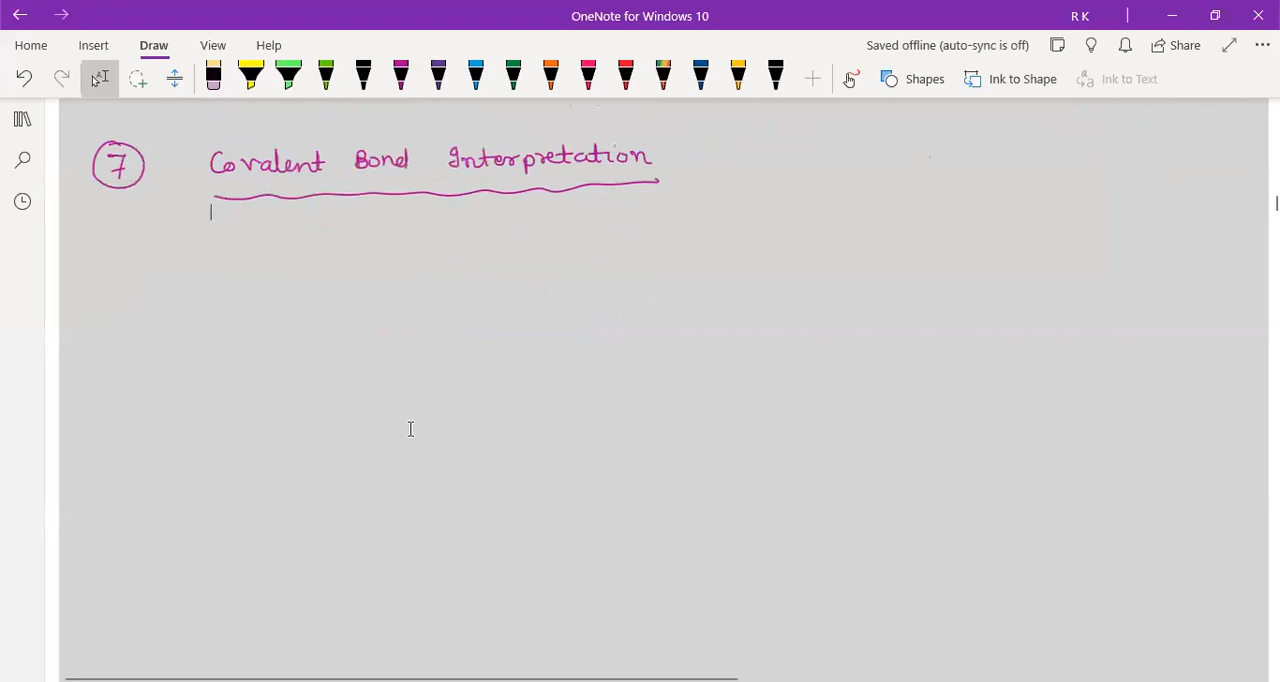 OneNote for Windows 10
R K
Home Insert Draw View Help
Saved offline (auto-sync is off) Share
Shapes Ink to Shape Ink to Text
7 Covalent Bond Interpretation